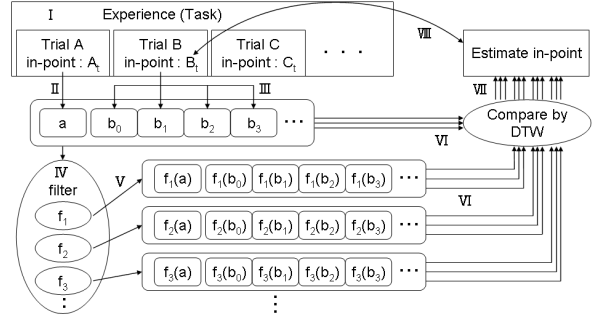 Ⅰ Experience (Task)
Trial A
in-point : At
Trial B
in-point : Bt
Trial C
in-point : Ct
. . .
Ⅷ
Estimate in-point
Ⅱ
Ⅲ
Ⅶ
a b0 b1 b2 b3 ...
Compare by
DTW
Ⅵ
Ⅳ
filter
Ⅴ
f1(a) f1(b0) f1(b1) f1(b2) f1(b3) ...
Ⅵ
f1
f2(a) f2(b0) f2(b1) f2(b2) f2(b3) ...
f2
f3(a) f3(b0) f3(b1) f3(b2) f3(b3) ...
f3
⋮
⋮